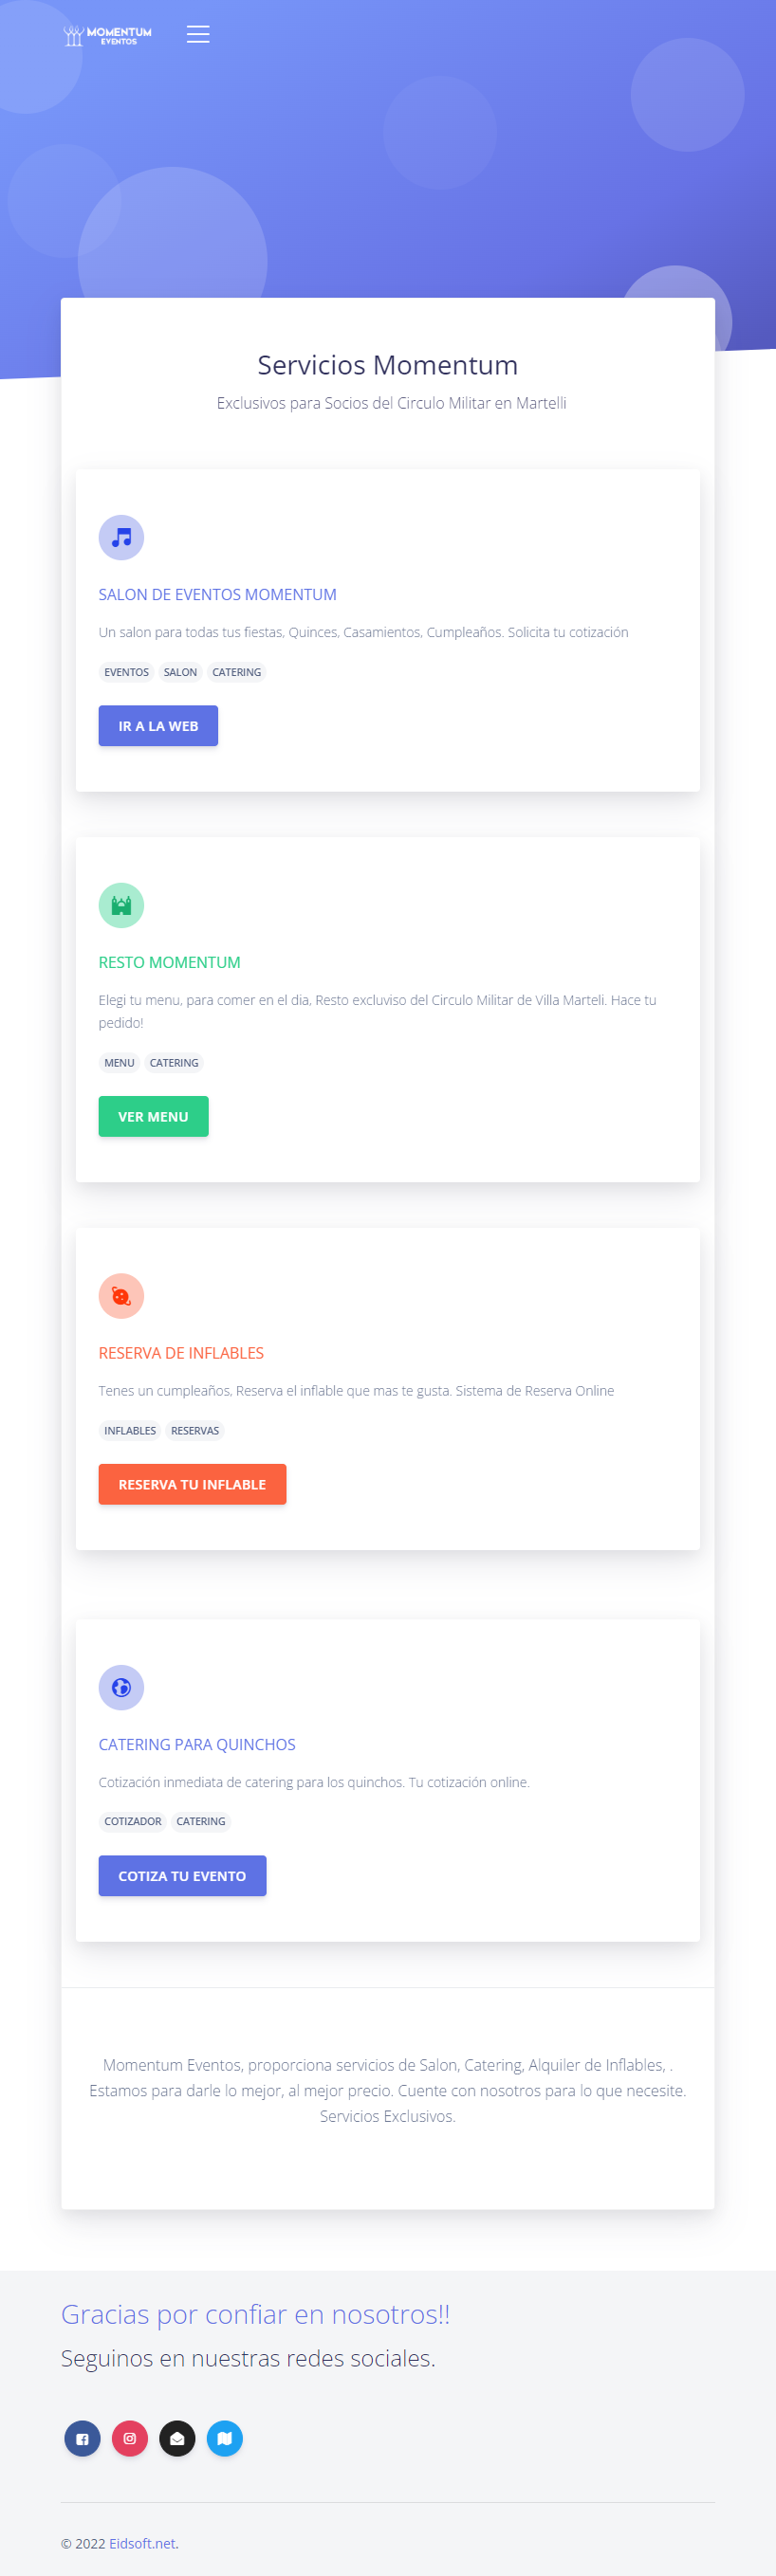 MOMENTUM
EVENTOS
Servicios Momentum
Exclusivos para Socios del Circulo Militar en Martelli
SALON DE EVENTOS MOMENTUM
Un salon para todas tus fiestas, Quinces, Casamientos, Cumpleaños. Solicita tu cotización
EVENTOS SALON CATERING
IR A LA WEB
RESTO MOMENTUM
Elegi tu menu, para comer en el dia, Resto excluviso del Circulo Militar de Villa Marteli. Hace tu
pedido!
MENU CATERING
VER MENU
RESERVA DE INFLABLES
Tenes un cumpleaños, Reserva el inflable que mas te gusta. Sistema de Reserva Online
INFLABLES RESERVAS
RESERVA TU INFLABLE
CATERING PARA QUINCHOS
Cotización inmediata de catering para los quinchos. Tu cotización online.
COTIZADOR CATERING
COTIZA TU EVENTO
Momentum Eventos, proporciona servicios de Salon, Catering, Alquiler de Inflables, .
Estamos para darle lo mejor, al mejor precio. Cuente con nosotros para lo que necesite.
Servicios Exclusivos.
Gracias por confiar en nosotros!!
Seguinos en nuestras redes sociales.
© 2022 Eidsoft.net.